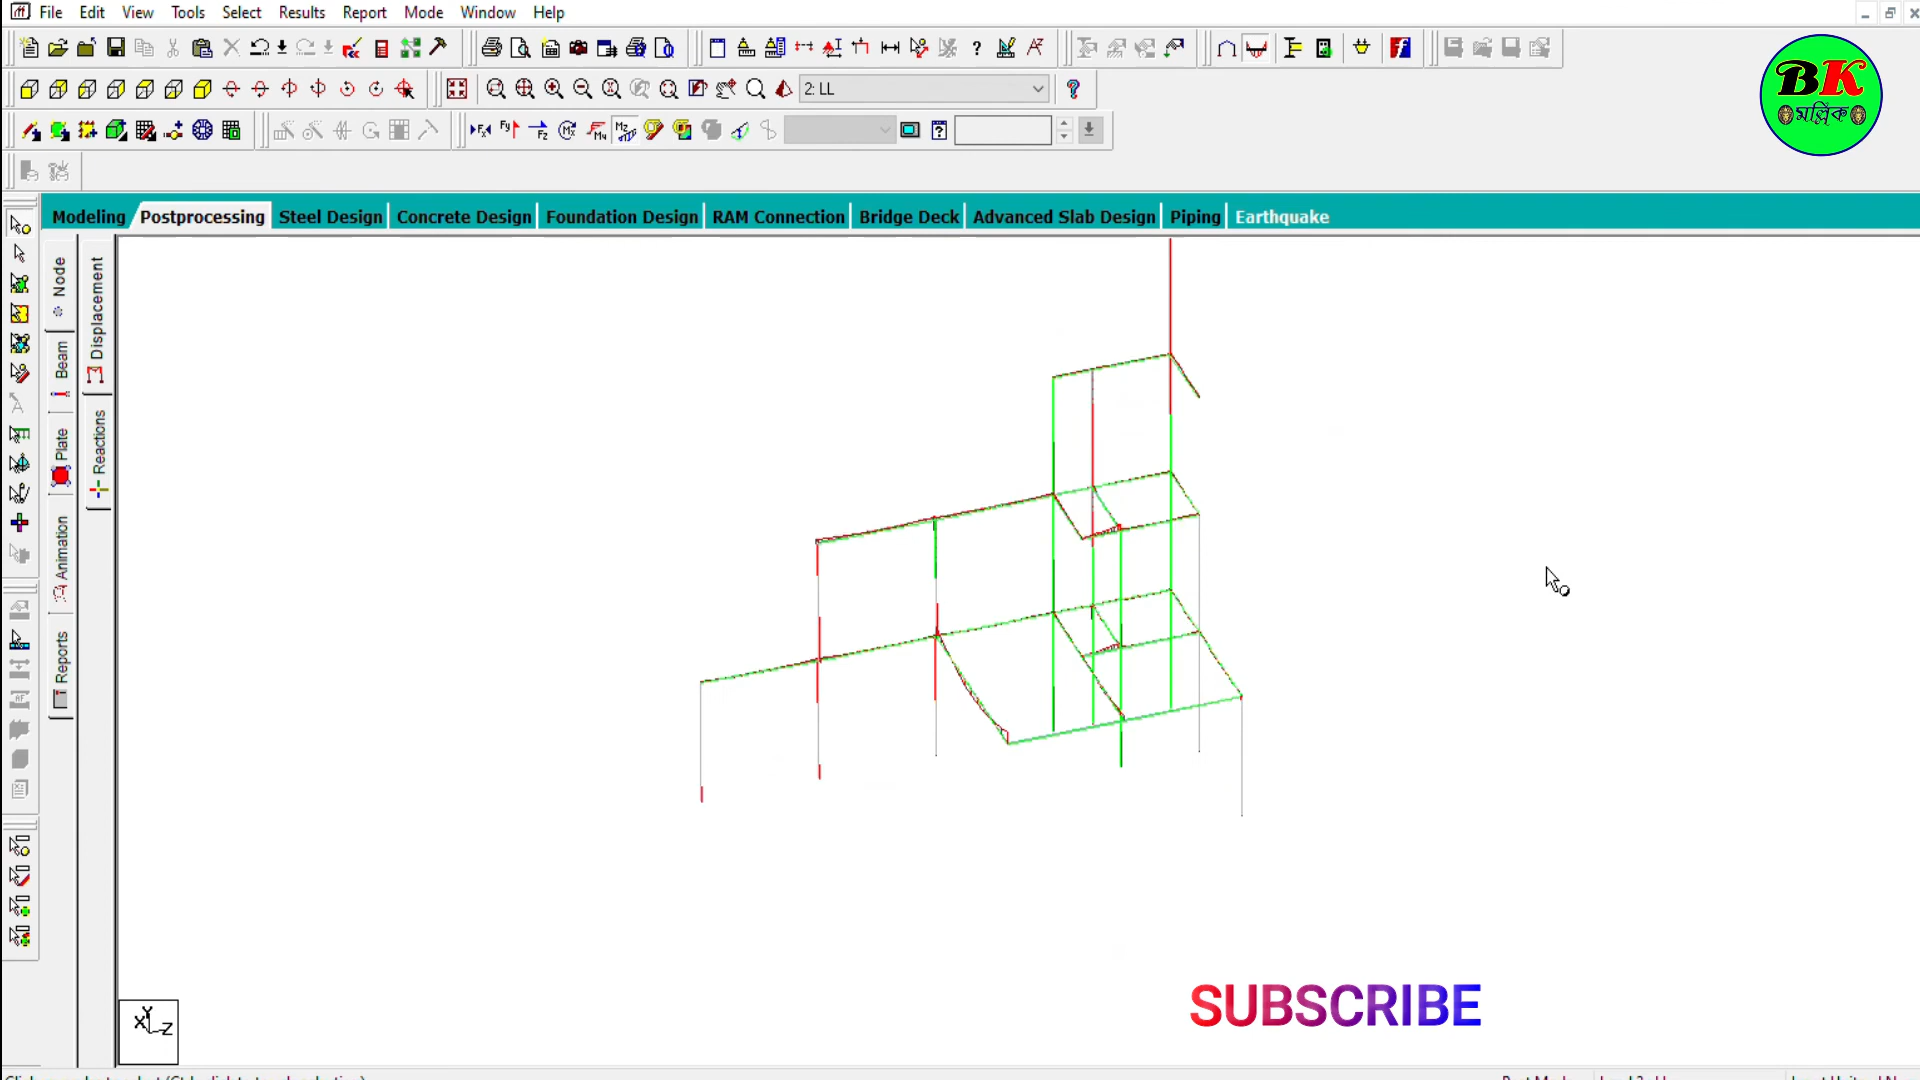 File Edit View Tools Select Results Report Mode Window Help
BK
মল্লিক
2: LL
Modeling Postprocessing Steel Design Concrete Design Foundation Design RAM Connection Bridge Deck Advanced Slab Design Piping Earthquake
Node
Beam
Plate
Animation
Reports
Displacement
Reactions
SUBSCRIBE
Y
X
Z